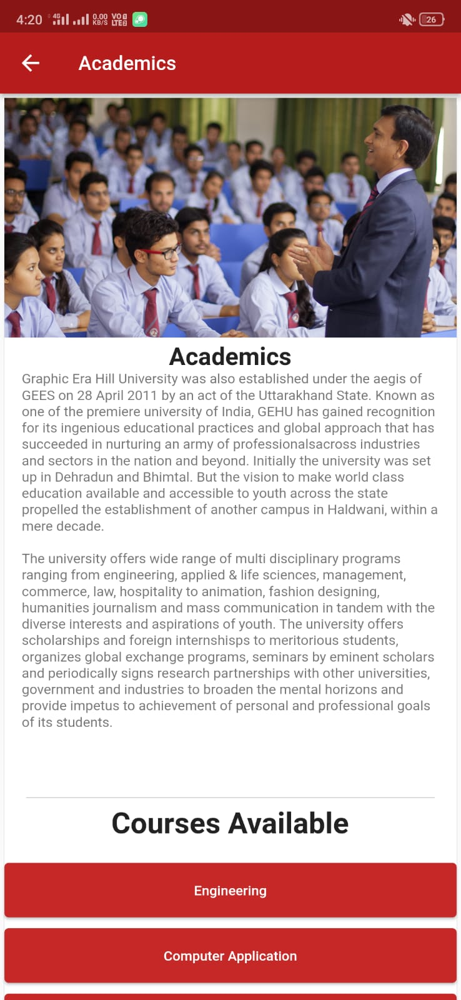 4:20 4G 0.00 KB/S VO LTE 26
Academics
Academics
Graphic Era Hill University was also established under the aegis of
GEES on 28 April 2011 by an act of the Uttarakhand State. Known as
one of the premiere university of India, GEHU has gained recognition
for its ingenious educational practices and global approach that has
succeeded in nurturing an army of professionalsacross industries
and sectors in the nation and beyond. Initially the university was set
up in Dehradun and Bhimtal. But the vision to make world class
education available and accessible to youth across the state
propelled the establishment of another campus in Haldwani, within a
mere decade.
The university offers wide range of multi disciplinary programs
ranging from engineering, applied & life sciences, management,
commerce, law, hospitality to animation, fashion designing,
humanities journalism and mass communication in tandem with the
diverse interests and aspirations of youth. The university offers
scholarships and foreign internshisps to meritorious students,
organizes global exchange programs, seminars by eminent scholars
and periodically signs research partnerships with other universities,
government and industries to broaden the mental horizons and
provide impetus to achievement of personal and professional goals
of its students.
Courses Available
Engineering
Computer Application